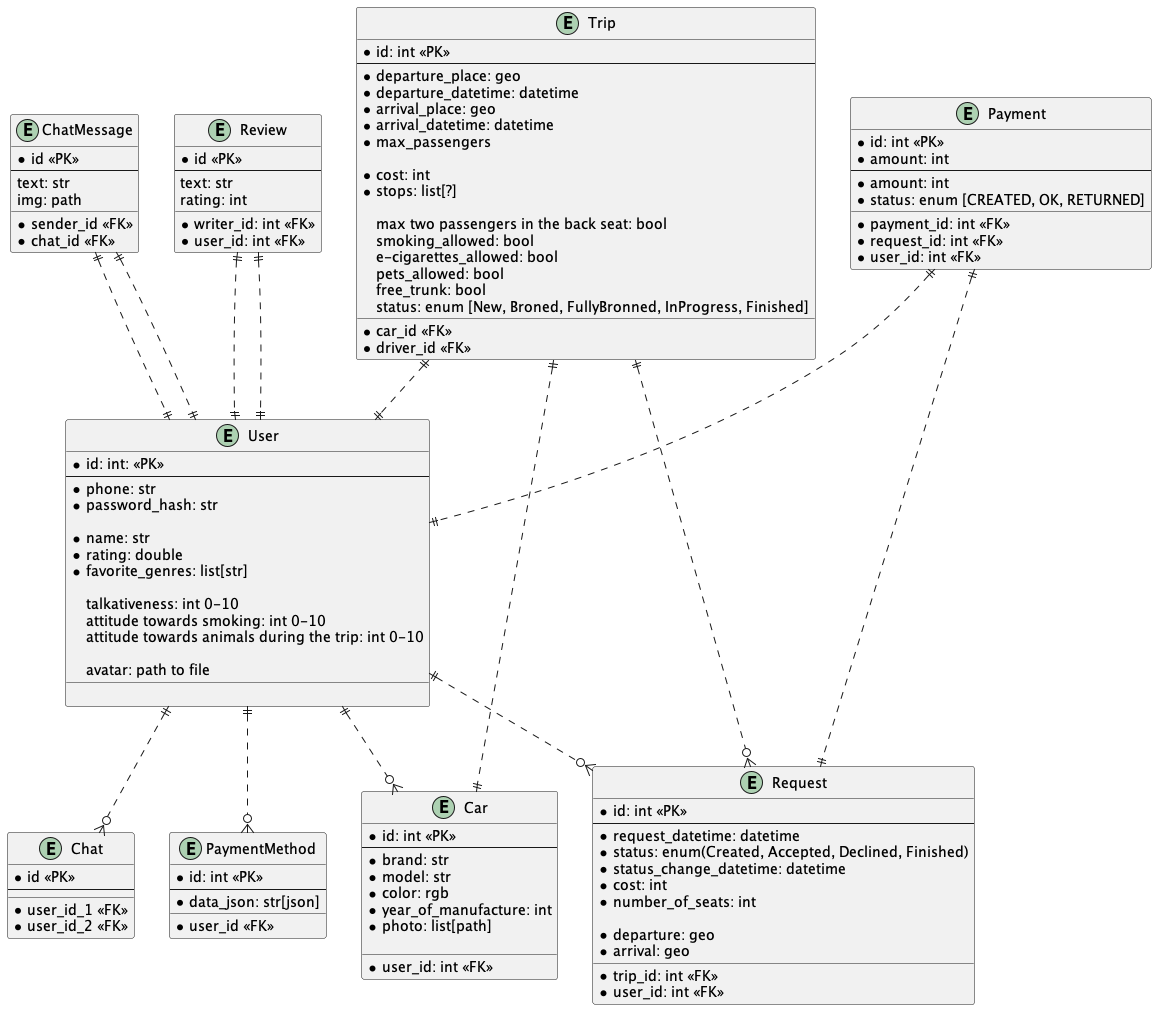 E Trip
id: int «PK»
departure_place: geo
departure_datetime: datetime
arrival_place: geo
arrival_datetime: datetime
max_passengers
cost: int
stops: list[?]
max two passengers in the back seat: bool
smoking_allowed: bool
e-cigarettes_allowed: bool
pets_allowed: bool
free_trunk: bool
status: enum [New, Broned, FullyBronned, InProgress, Finished]
car_id «FK»
driver_id «FK»
E ChatMessage
id «PK»
text: str
img: path
sender_id «FK»
chat_id «FK»
E Review
id «PK»
text: str
rating: int
writer_id: int «FK»
user_id: int «FK»
E Payment
id: int «PK»
amount: int
amount: int
status: enum [CREATED, OK, RETURNED]
payment_id: int «FK»
request_id: int «FK»
user_id: int «FK»
E User
id: int: «PK»
phone: str
password_hash: str
name: str
rating: double
favorite_genres: list[str]
talkativeness: int 0-10
attitude towards smoking: int 0-10
attitude towards animals during the trip: int 0-10
avatar: path to file
E Chat
id «PK»
user_id_1 «FK»
user_id_2 «FK»
E PaymentMethod
id: int «PK»
data_json: str[json]
user_id «FK»
E Car
id: int «PK»
brand: str
model: str
color: rgb
year_of_manufacture: int
photo: list[path]
user_id: int «FK»
E Request
id: int «PK»
request_datetime: datetime
status: enum(Created, Accepted, Declined, Finished)
status_change_datetime: datetime
cost: int
number_of_seats: int
departure: geo
arrival: geo
trip_id: int «FK»
user_id: int «FK»